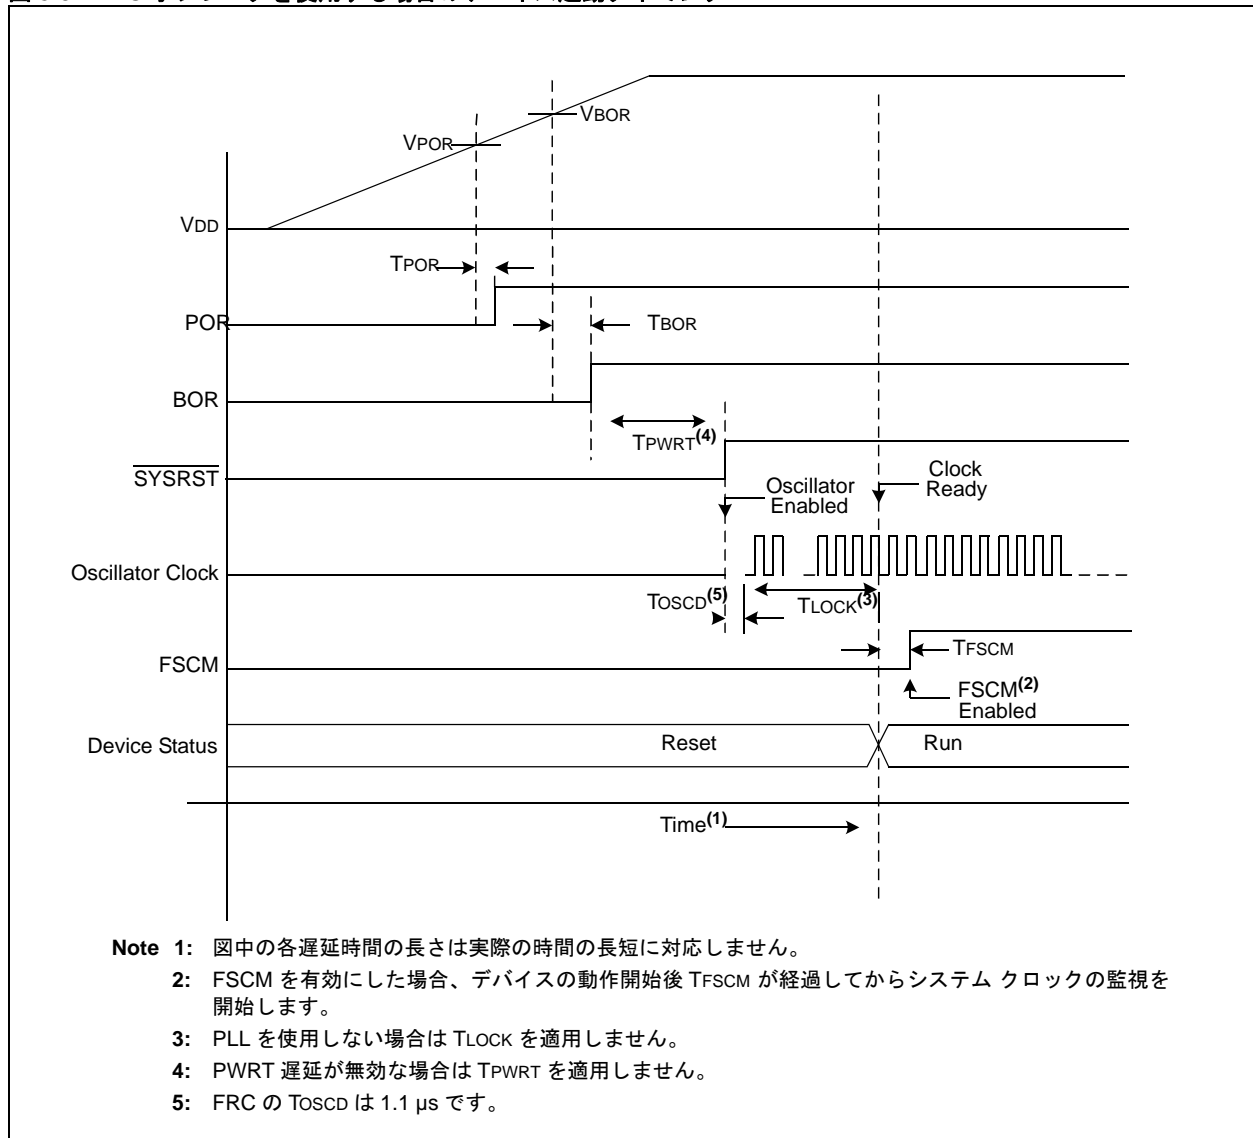 VBOR
VPOR
VDD
TPOR
POR
TBOR
BOR
TPWRT(4)
SYSRST
Oscillator
Enabled
Clock
Ready
Oscillator Clock
TOSCD(5)
TLOCK(3)
TFSCM
FSCM
FSCM(2)
Enabled
Device Status
Reset
Run
Time(1)
Note 1: 図中の各遅延時間の長さは実際の時間の長短に対応しません。
2: FSCM を有効にした場合、デバイスの動作開始後 TFSCM が経過してからシステム クロックの監視を
開始します。
3: PLL を使用しない場合は TLOCK を適用しません。
4: PWRT 遅延が無効な場合は TPWRT を適用しません。
5: FRC の TOSCD は 1.1 µs です。